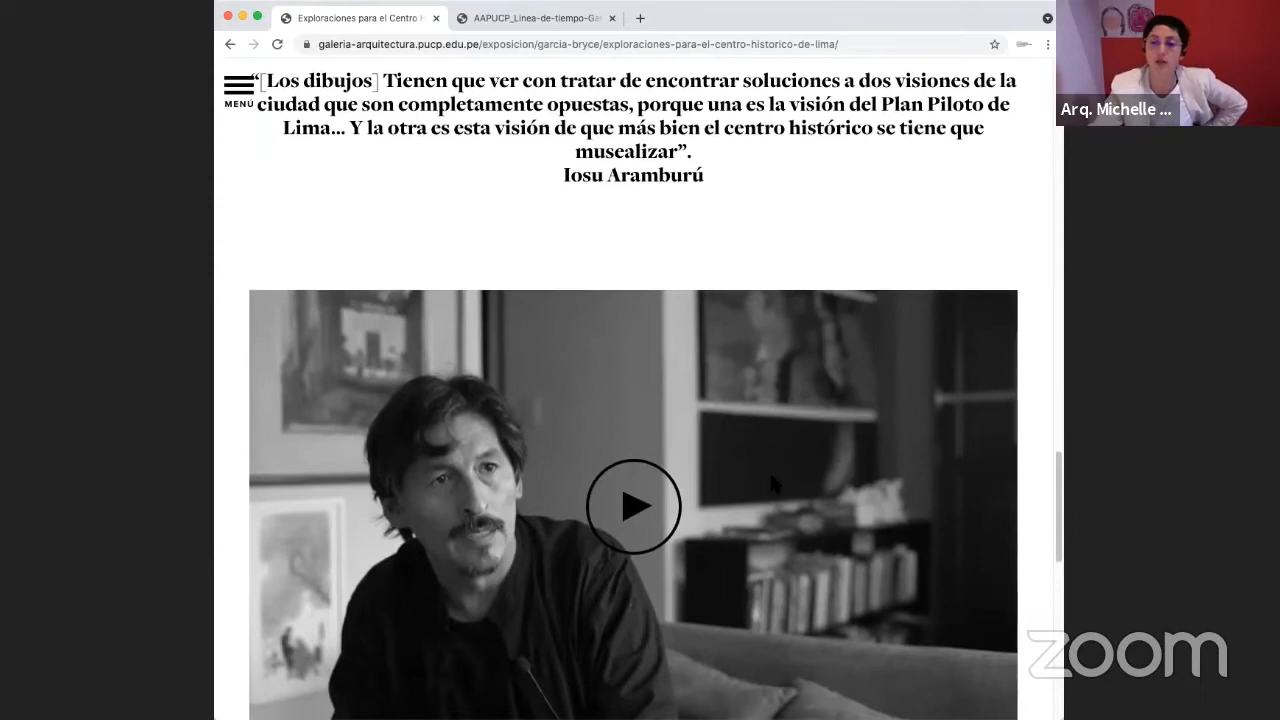 Exploraciones para el Centro H
AAPUCP_Linea-de-tiempo-Ga
galeria-arquitectura.pucp.edu.pe/exposicion/garcia-bryce/exploraciones-para-el-centro-historico-de-lima/
MENÚ
“[Los dibujos] Tienen que ver con tratar de encontrar soluciones a dos visiones de la
ciudad que son completamente opuestas, porque una es la visión del Plan Piloto de
Lima... Y la otra es esta visión de que más bien el centro histórico se tiene que
musealizar”.
Iosu Aramburú
Arq. Michelle ...
zoom